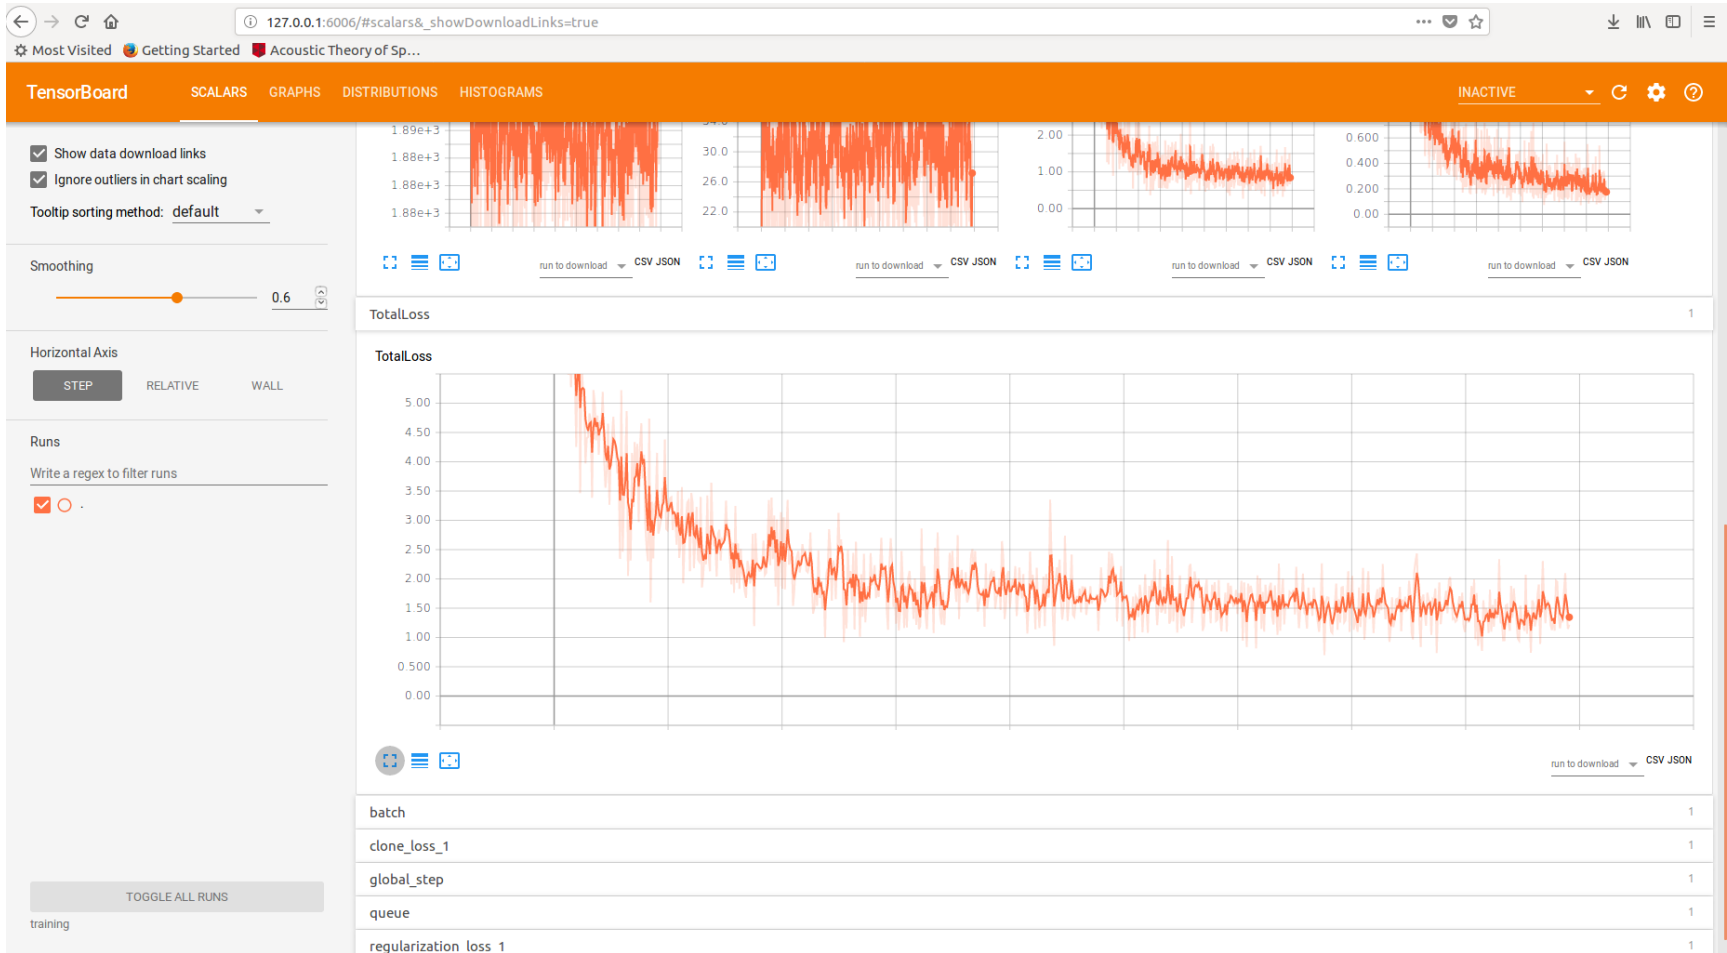 127.0.0.1:6006/#scalars&_showDownloadLinks=true
Most Visited Getting Started Acoustic Theory of Sp...
TensorBoard SCALARS GRAPHS DISTRIBUTIONS HISTOGRAMS INACTIVE
Show data download links
Ignore outliers in chart scaling
Tooltip sorting method: default
Smoothing
0.6
Horizontal Axis
STEP RELATIVE WALL
Runs
Write a regex to filter runs
.
TOGGLE ALL RUNS
training
1.89e+3
1.88e+3
1.88e+3
1.88e+3
34.0
30.0
26.0
22.0
2.00
1.00
0.00
0.600
0.400
0.200
0.00
run to download CSV JSON run to download CSV JSON run to download CSV JSON run to download CSV JSON
TotalLoss 1
TotalLoss
5.00
4.50
4.00
3.50
3.00
2.50
2.00
1.50
1.00
0.500
0.00
run to download CSV JSON
batch 1
clone_loss_1 1
global_step 1
queue 1
regularization_loss_1 1